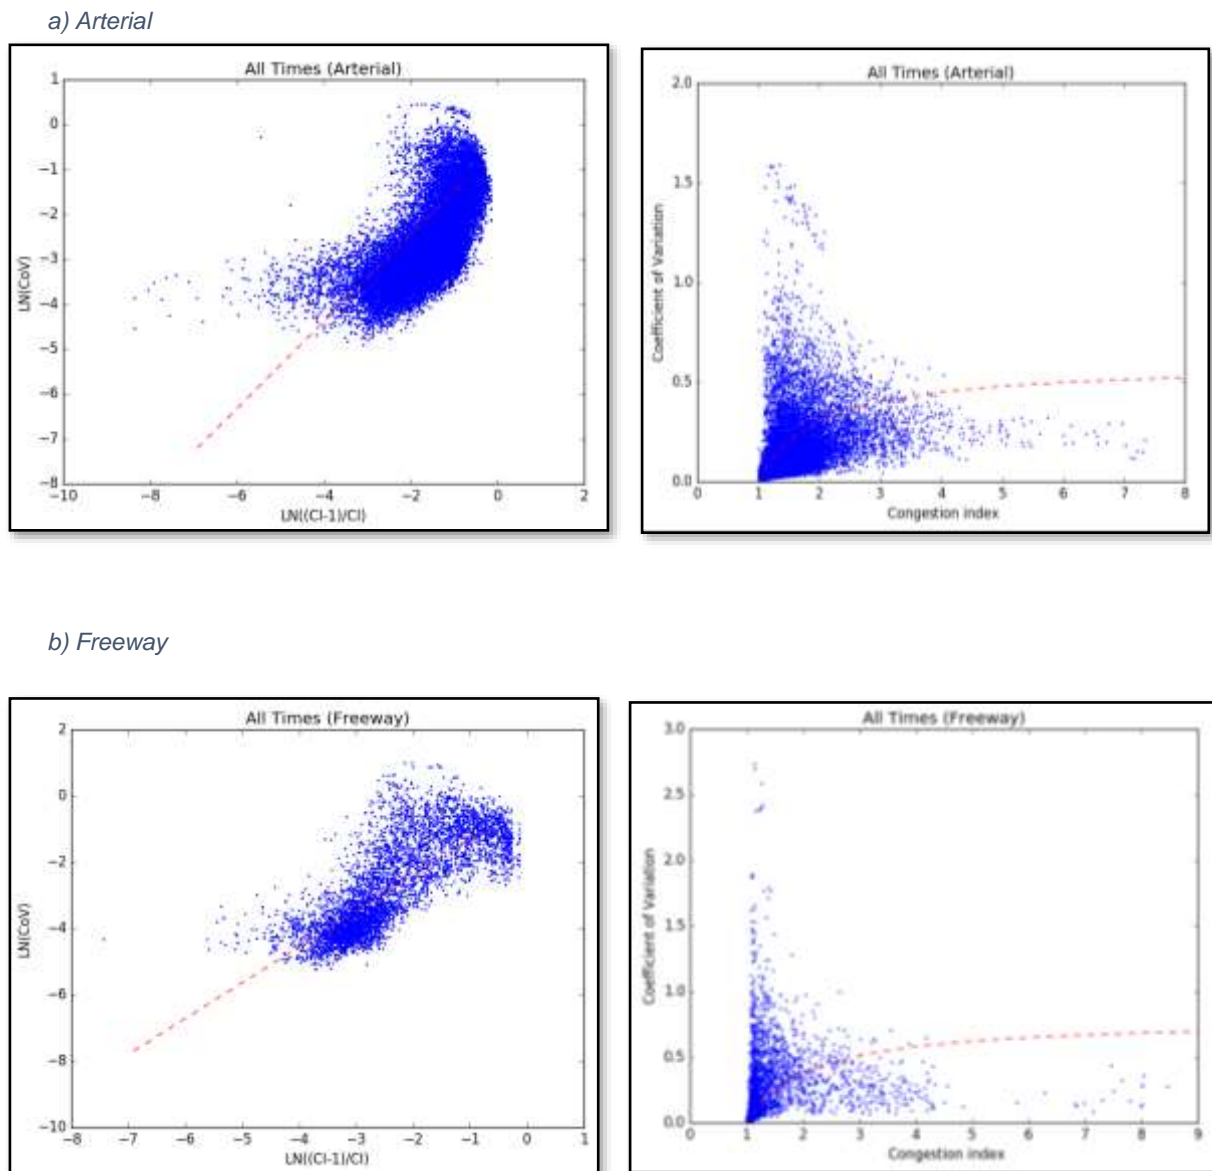 a) Arterial
All Times (Arterial)
1
0
−1
−2
−3
−4
−5
−6
−7
−8
LN(CoV)
−10 −8 −6 −4 −2 0 2
LN((CI-1)/CI)
All Times (Arterial)
2.0
1.5
1.0
0.5
0.0
Coefficient of Variation
0 1 2 3 4 5 6 7 8
Congestion index
b) Freeway
All Times (Freeway)
2
0
−2
−4
−6
−8
−10
LN(CoV)
−8 −7 −6 −5 −4 −3 −2 −1 0 1
LN((CI-1)/CI)
All Times (Freeway)
3.0
2.5
2.0
1.5
1.0
0.5
0.0
Coefficient of Variation
0 1 2 3 4 5 6 7 8 9
Congestion index